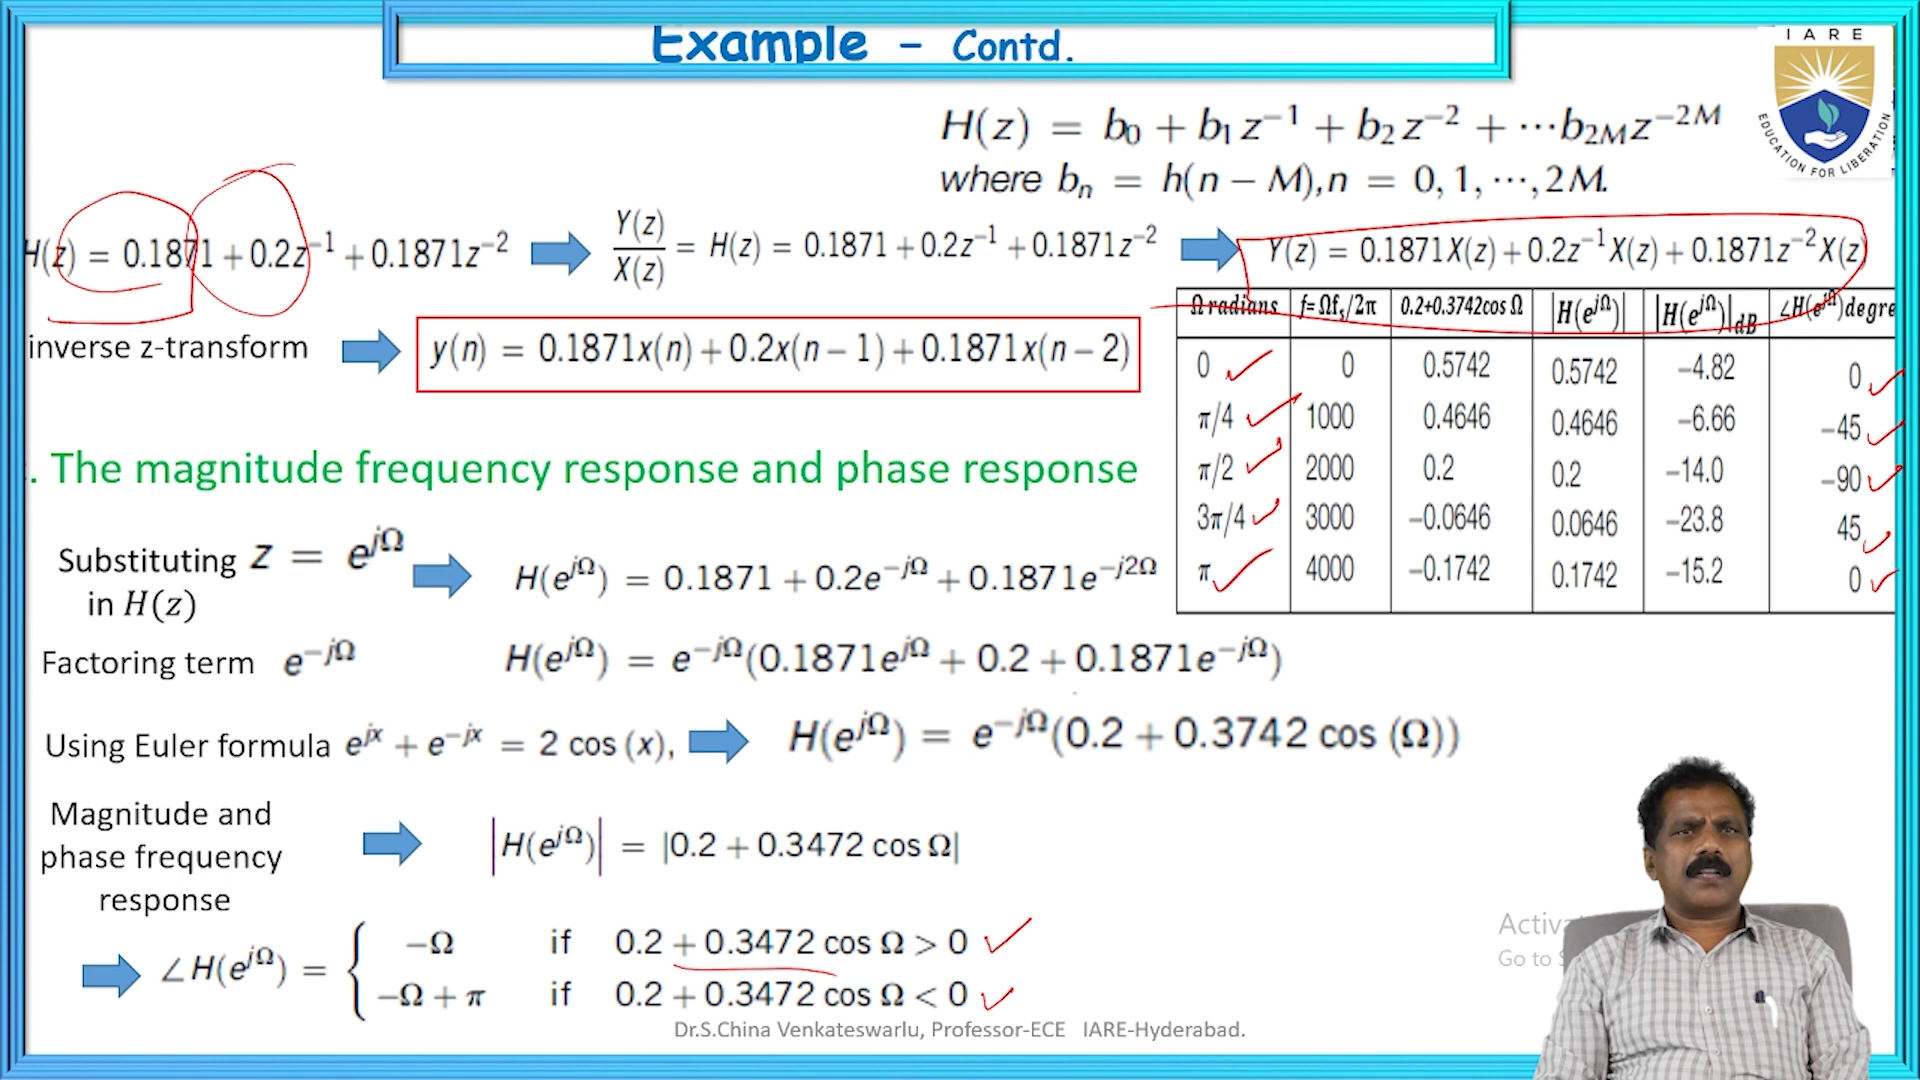 Example - Contd.
I A R E
EDUCATION FOR LIBERATION
H(z) = b₀ + b₁z⁻¹ + b₂z⁻² + ⋯b₂ₘz⁻²ᴹ
where bₙ = h(n − M), n = 0, 1, ⋯, 2M.
H(z) = 0.1871 + 0.2z⁻¹ + 0.1871z⁻²
Y(z)/X(z) = H(z) = 0.1871 + 0.2z⁻¹ + 0.1871z⁻²
Y(z) = 0.1871X(z) + 0.2z⁻¹X(z) + 0.1871z⁻²X(z)
inverse z-transform
y(n) = 0.1871x(n) + 0.2x(n − 1) + 0.1871x(n − 2)
Ω radians f=Ωfₛ/2π 0.2+0.3742cos Ω |H(e^{jΩ})| |H(e^{jΩ})|dB ∠H(e^{jΩ})degre
0 0 0.5742 0.5742 −4.82 0
π/4 1000 0.4646 0.4646 −6.66 −45
π/2 2000 0.2 0.2 −14.0 −90
3π/4 3000 −0.0646 0.0646 −23.8 45
π 4000 −0.1742 0.1742 −15.2 0
. The magnitude frequency response and phase response
Substituting z = e^{jΩ}
in H(z)
H(e^{jΩ}) = 0.1871 + 0.2e^{−jΩ} + 0.1871e^{−j2Ω}
Factoring term e^{−jΩ}
H(e^{jΩ}) = e^{−jΩ}(0.1871e^{jΩ} + 0.2 + 0.1871e^{−jΩ})
Using Euler formula e^{jx} + e^{−jx} = 2 cos (x),
H(e^{jΩ}) = e^{−jΩ}(0.2 + 0.3742 cos (Ω))
Magnitude and
phase frequency
response
|H(e^{jΩ})| = |0.2 + 0.3472 cos Ω|
∠H(e^{jΩ}) = { −Ω if 0.2 + 0.3472 cos Ω > 0
−Ω + π if 0.2 + 0.3472 cos Ω < 0
Go to
Dr.S.China Venkateswarlu, Professor-ECE IARE-Hyderabad.